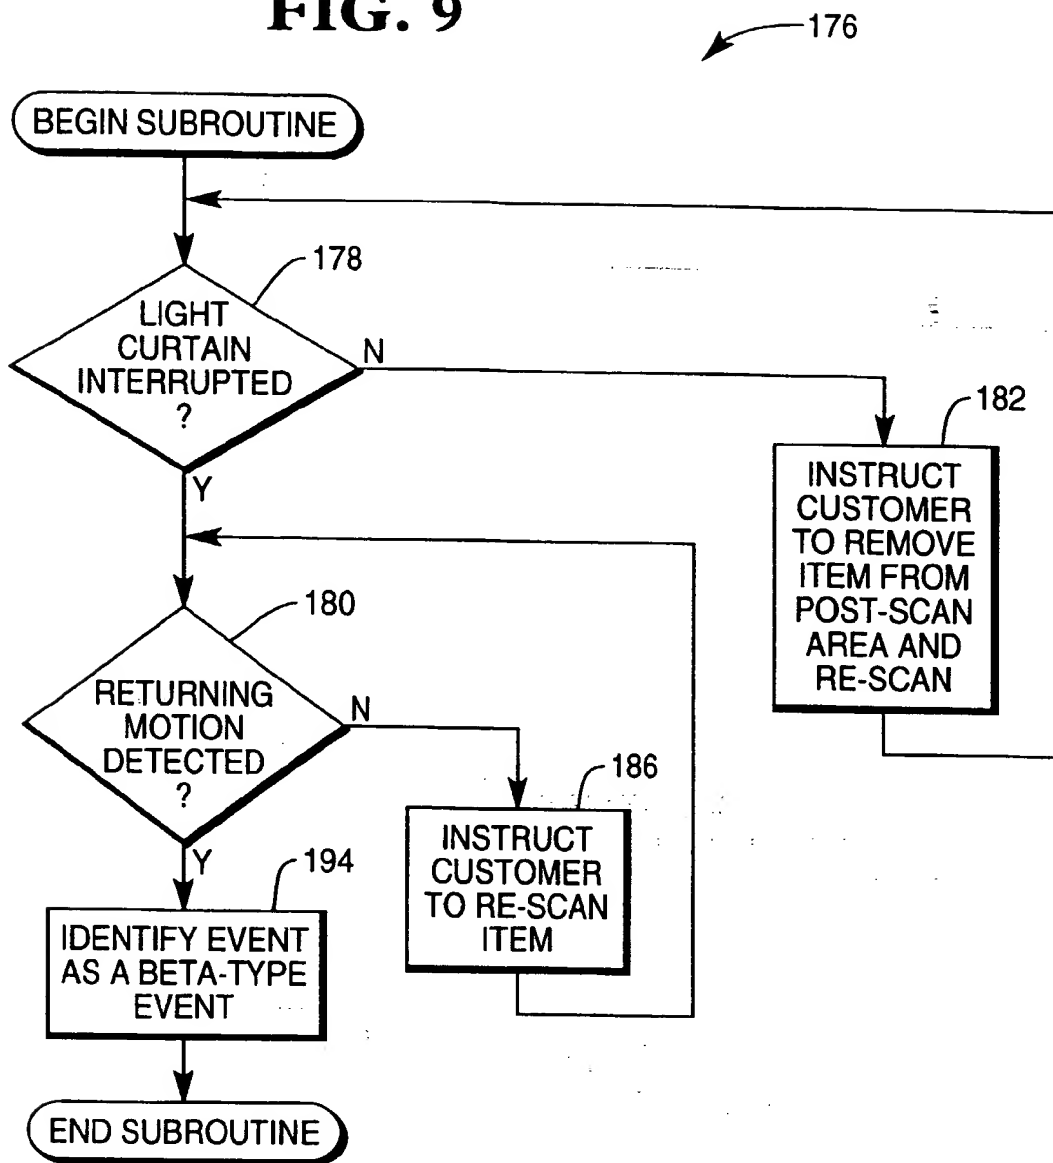 FIG. 9
176
BEGIN SUBROUTINE
178
LIGHT
CURTAIN
INTERRUPTED
?
N
Y
182
INSTRUCT
CUSTOMER
TO REMOVE
ITEM FROM
POST-SCAN
AREA AND
RE-SCAN
180
RETURNING
MOTION
DETECTED
?
N
Y
186
INSTRUCT
CUSTOMER
TO RE-SCAN
ITEM
194
IDENTIFY EVENT
AS A BETA-TYPE
EVENT
END SUBROUTINE